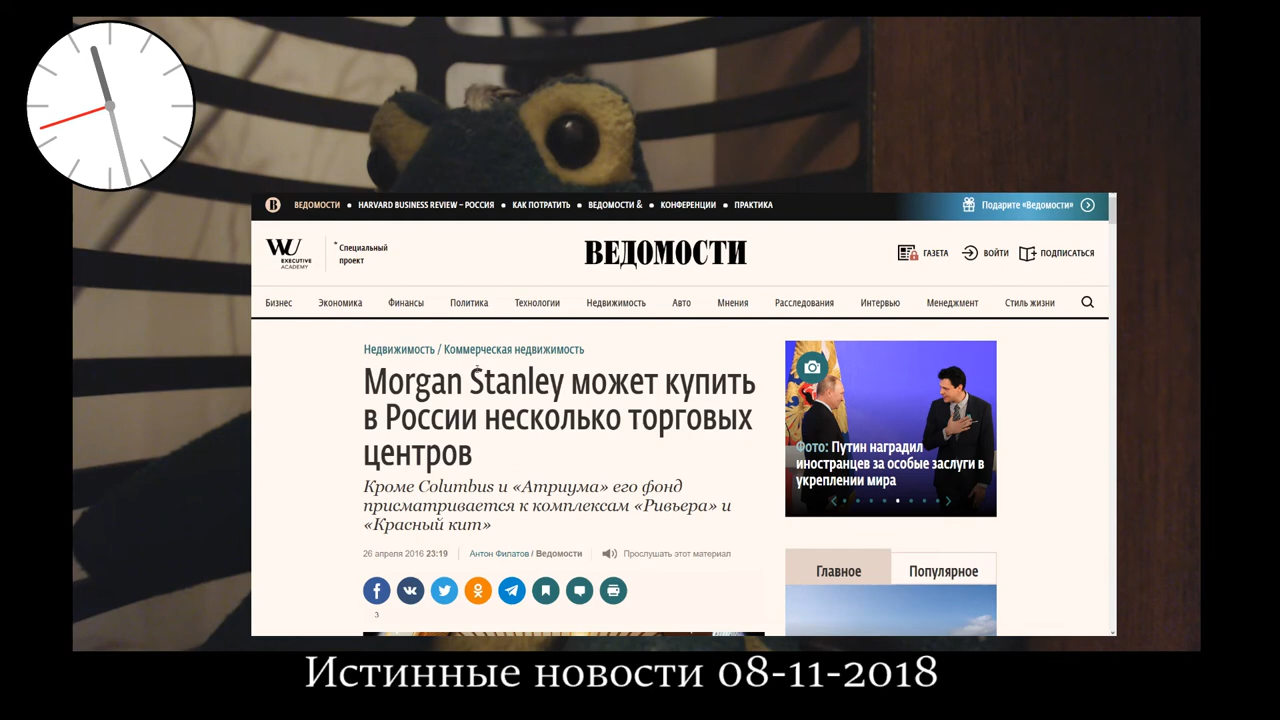 В ВЕДОМОСТИ • HARVARD BUSINESS REVIEW – РОССИЯ • КАК ПОТРАТИТЬ • ВЕДОМОСТИ & • КОНФЕРЕНЦИИ • ПРАКТИКА
Подарите «Ведомости»
WU
EXECUTIVE
ACADEMY
* Специальный
проект
ВЕДОМОСТИ
ГАЗЕТА
ВОЙТИ
ПОДПИСАТЬСЯ
Бизнес Экономика Финансы Политика Технологии Недвижимость Авто Мнения Расследования Интервью Менеджмент Стиль жизни
Недвижимость / Коммерческая недвижимость
Morgan Stanley может купить
в России несколько торговых
центров
Кроме Columbus и «Атриума» его фонд
присматривается к комплексам «Ривьера» и
«Красный кит»
26 апреля 2016 23:19
Антон Филатов / Ведомости
Прослушать этот материал
3
Фото: Путин наградил
иностранцев за особые заслуги в
укреплении мира
Главное Популярное
Истинные новости 08-11-2018